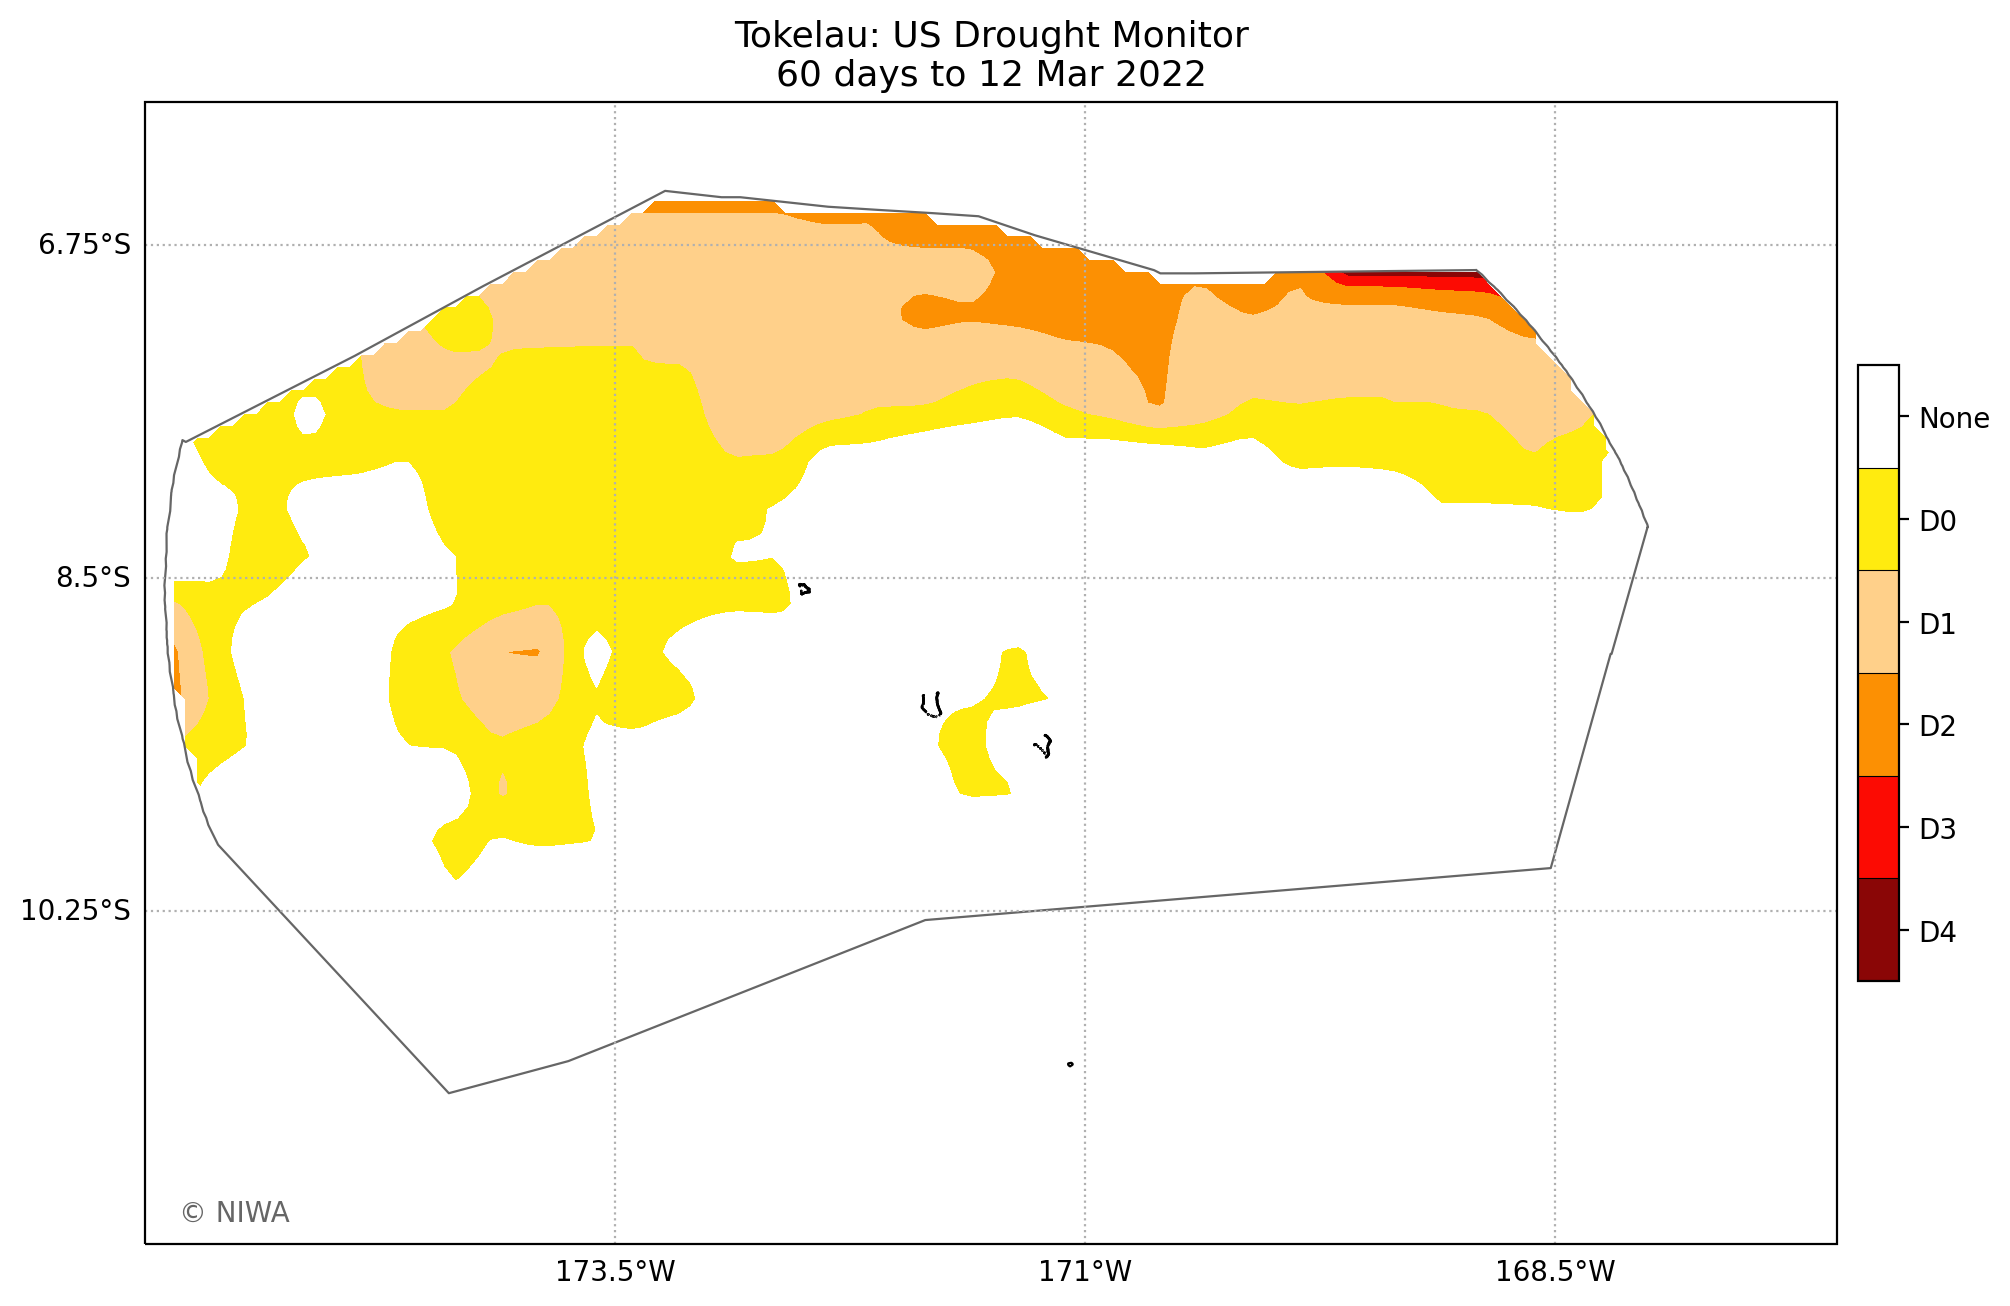 Tokelau: US Drought Monitor
60 days to 12 Mar 2022
6.75°S
8.5°S
10.25°S
173.5°W
171°W
168.5°W
None
D0
D1
D2
D3
D4
© NIWA